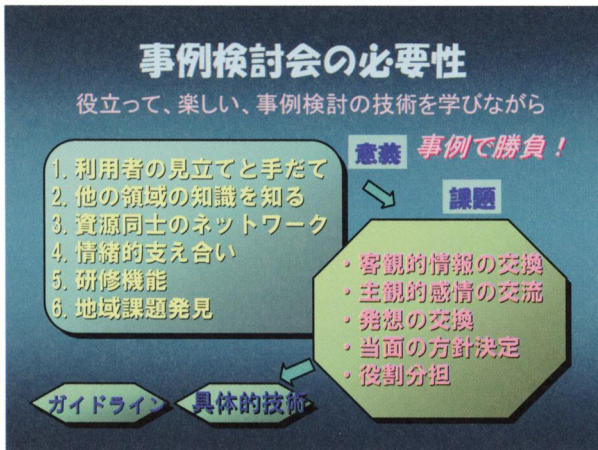 事例検討会の必要性
役立って、楽しい、事例検討の技術を学びながら
意義
事例で勝負！
1. 利用者の見立てと手だて
2. 他の領域の知識を知る
3. 資源同士のネットワーク
4. 情緒的支え合い
5. 研修機能
6. 地域課題発見
課題
・客観的情報の交換
・主観的感情の交流
・発想の交換
・当面の方針決定
・役割分担
具体的技術
ガイドライン